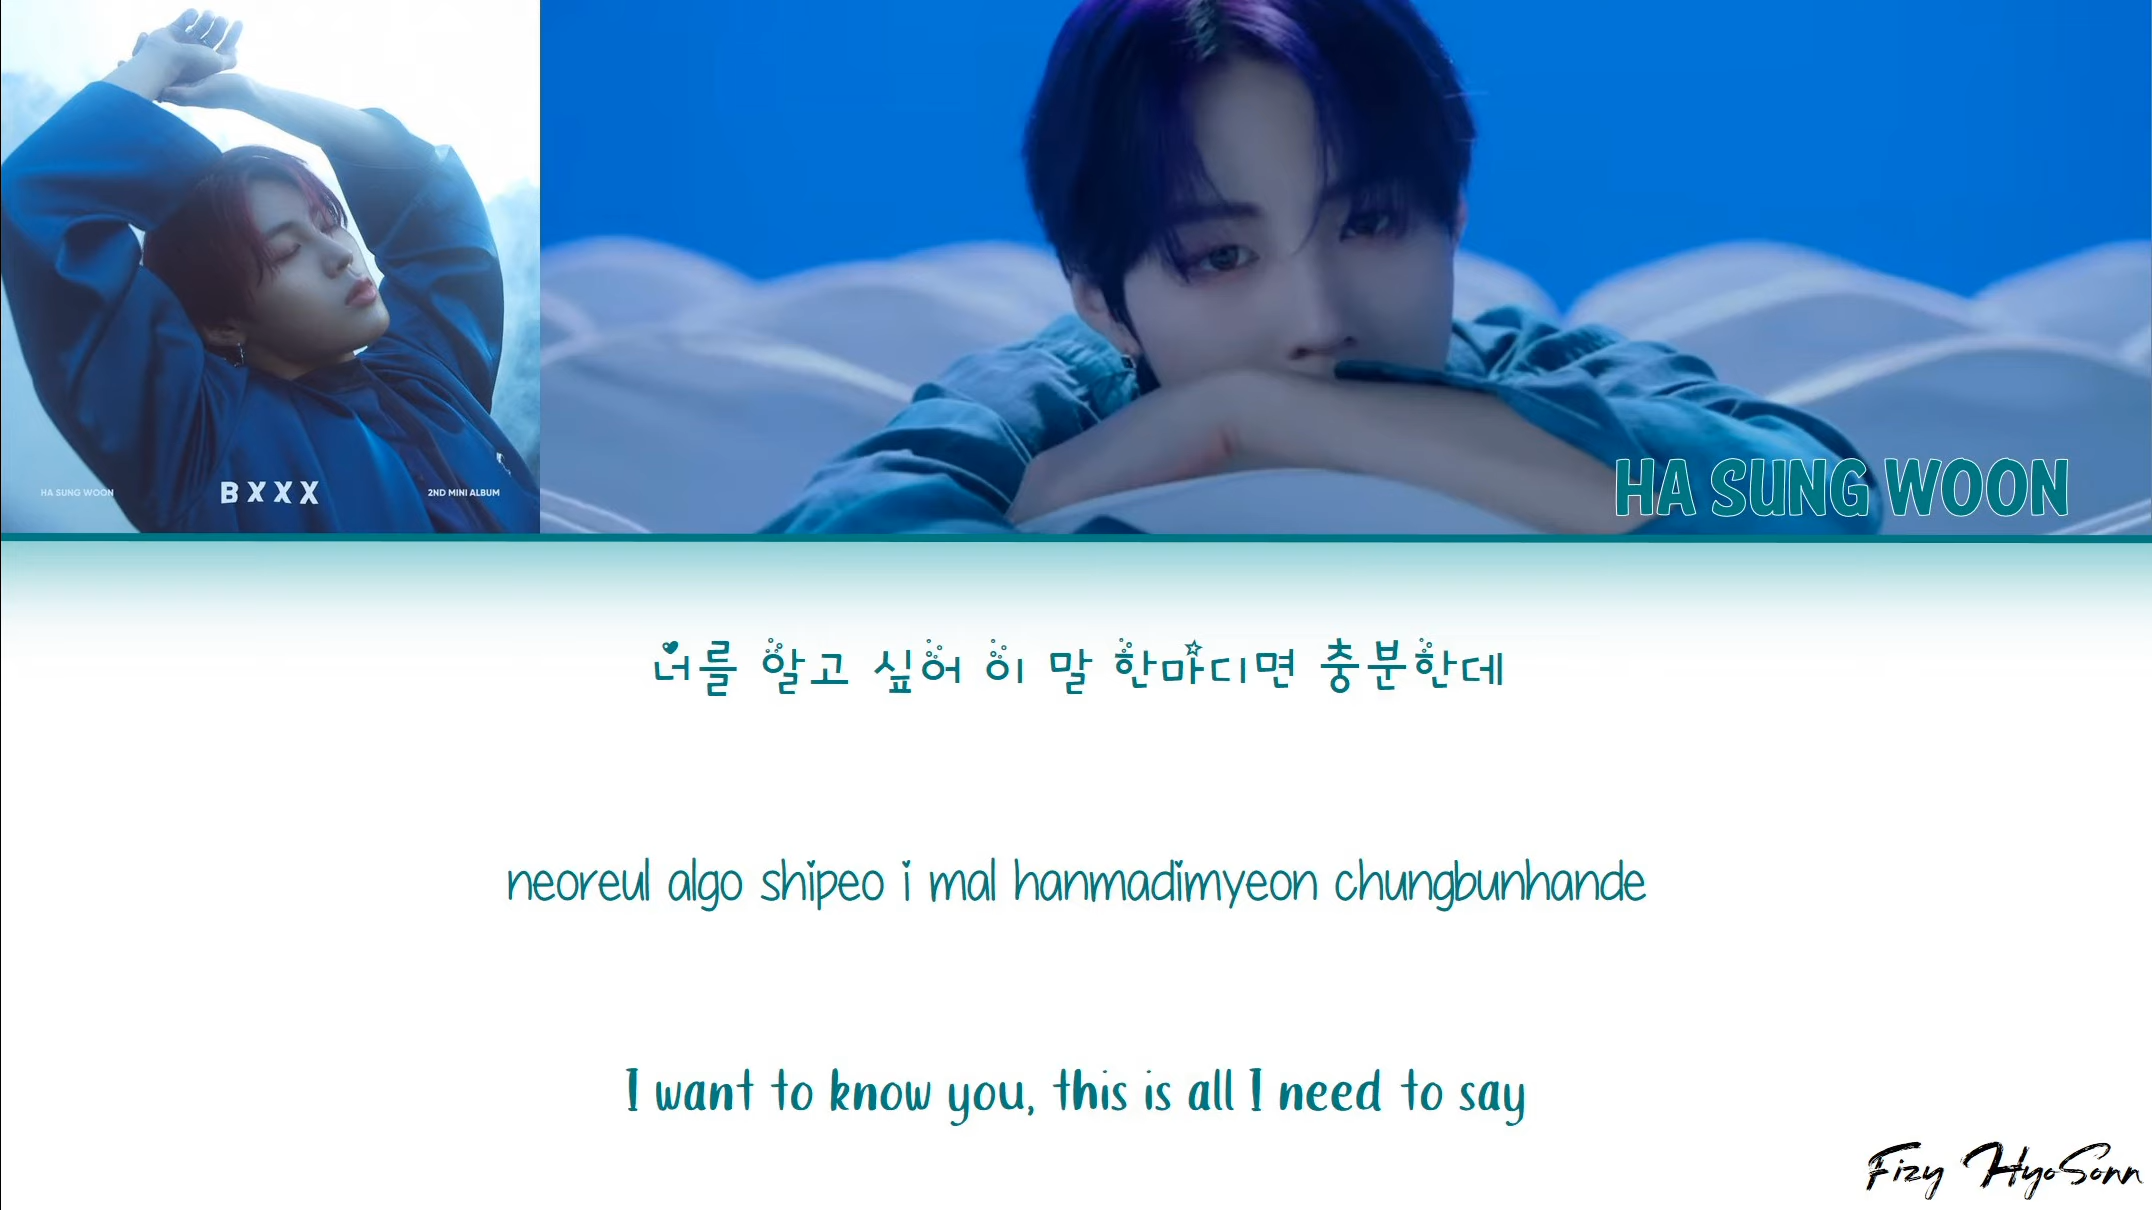 HA SUNG WOON
BXXX
2ND MINI ALBUM
HA SUNG WOON
너를 알고 싶어 이 말 한마디면 충분한데
neoreul algo shipeo i mal hanmadimyeon chungbunhande
I want to know you, this is all I need to say
Fizy HyoSonn